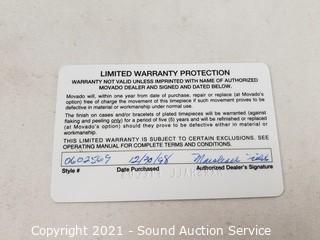 LIMITED WARRANTY PROTECTION
WARRANTY NOT VALID UNLESS IMPRINTED WITH NAME OF AUTHORIZED
MOVADO DEALER AND SIGNED AND DATED BELOW.
Movado will, within one year from date of purchase, repair or replace (at Movado's
option) free of charge the movement of this timepiece if such movement proves to be
defective in material or workmanship under normal use.
The finish on cases and/or bracelets of plated timepieces will be warranted (against
flaking and peeling only) for a period of five (5) years and will be refinished or replaced
(at Movado's option) should they prove to be defective either in material or
workmanship.
THIS LIMITED WARRANTY IS SUBJECT TO CERTAIN EXCLUSIONS. SEE
OPERATING MANUAL FOR COMPLETE TERMS AND CONDITIONS.
0602569 12/30/98
Style # Date Purchased Authorized Dealer's Signature
Copyright 2021 - Sound Auction Service